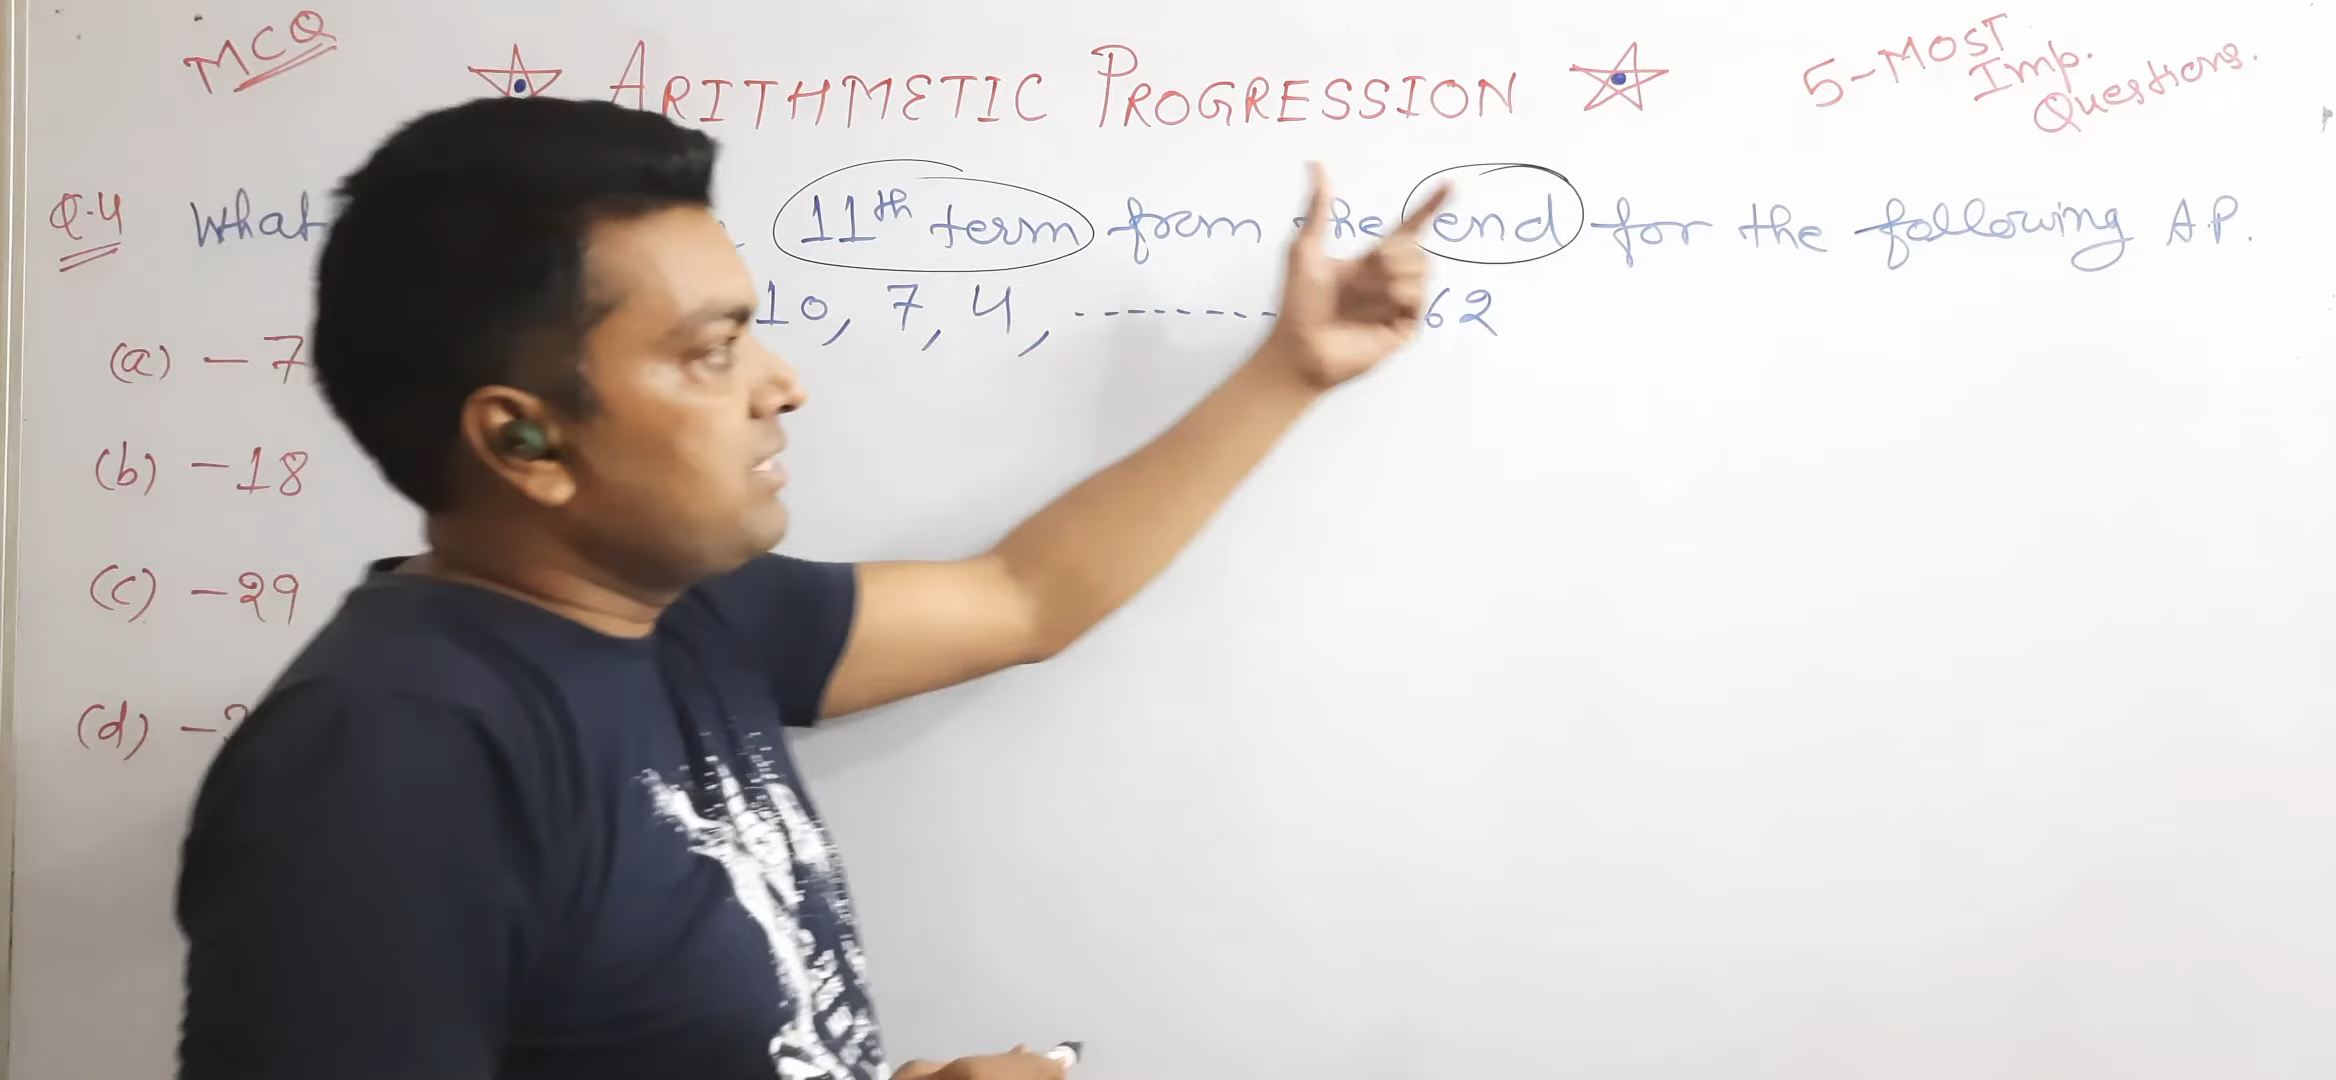 MCQ
ARITHMETIC PROGRESSION
5-MOST
Imp.
Questions.
Q.4 What 11th term from the end for the following A.P.
10, 7, 4, -------- 62
(a) -7
(b) -18
(c) -29
(d) -